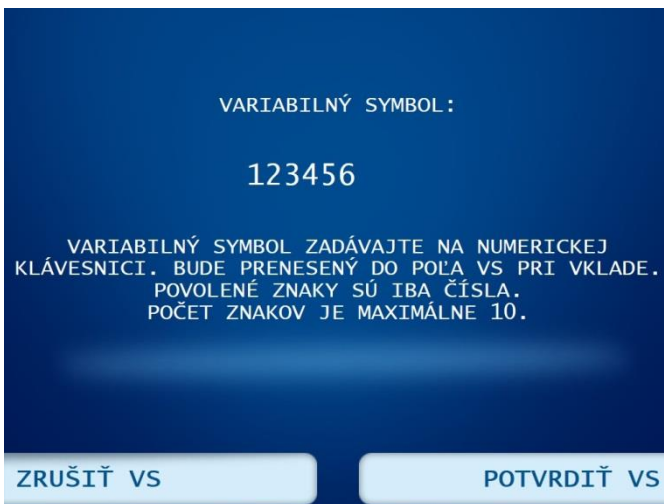 VARIABILNÝ SYMBOL:
123456
VARIABILNÝ SYMBOL ZADÁVAJTE NA NUMERICKEJ
KLÁVESNICI. BUDE PRENESENÝ DO POĽA VS PRI VKLADE.
POVOLENÉ ZNAKY SÚ IBA ČÍSLA.
POČET ZNAKOV JE MAXIMÁLNE 10.
ZRUŠIŤ VS
POTVRDIŤ VS